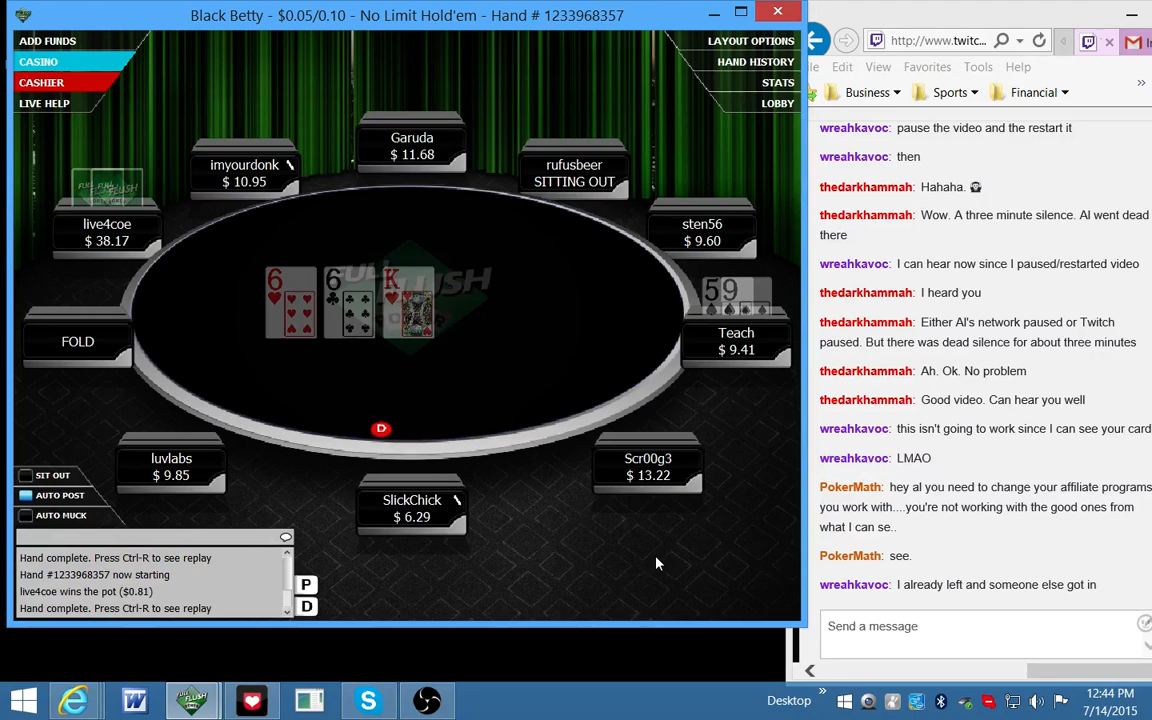 Black Betty - $0.05/0.10 - No Limit Hold'em - Hand # 1233968357
ADD FUNDS
CASINO
CASHIER
LIVE HELP
LAYOUT OPTIONS
HAND HISTORY
STATS
LOBBY
Garuda
$ 11.68
imyourdonk
$ 10.95
rufusbeer
SITTING OUT
live4coe
$ 38.17
sten56
$ 9.60
6
6
K
FULL FLUSH
59
Teach
$ 9.41
FOLD
D
luvlabs
$ 9.85
Scr00g3
$ 13.22
SlickChick
$ 6.29
SIT OUT
AUTO POST
AUTO MUCK
Hand complete. Press Ctrl-R to see replay
Hand #1233968357 now starting
live4coe wins the pot ($0.81)
Hand complete. Press Ctrl-R to see replay
P
D
http://www.twitc...
Edit View Favorites Tools Help
Business Sports Financial
wreahkavoc: pause the video and the restart it
wreahkavoc: then
thedarkhammah: Hahaha.
thedarkhammah: Wow. A three minute silence. Al went dead
there
wreahkavoc: I can hear now since I paused/restarted video
thedarkhammah: I heard you
thedarkhammah: Either Al's network paused or Twitch
paused. But there was dead silence for about three minutes
thedarkhammah: Ah. Ok. No problem
thedarkhammah: Good video. Can hear you well
wreahkavoc: this isn't going to work since I can see your card
wreahkavoc: LMAO
PokerMath: hey al you need to change your affiliate programs
you work with....you're not working with the good ones from
what I can se..
PokerMath: see.
wreahkavoc: I already left and someone else got in
Send a message
Desktop
12:44 PM
7/14/2015